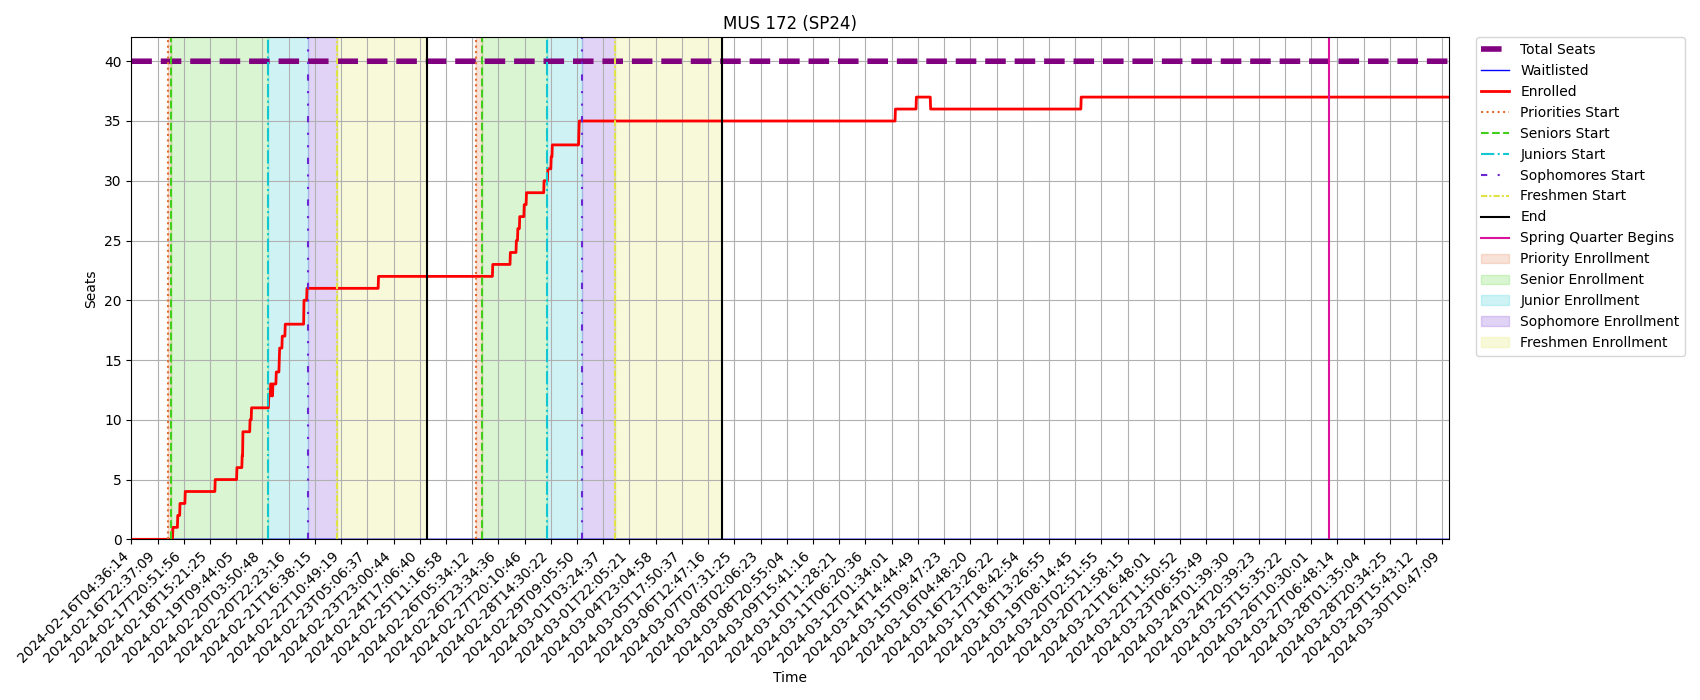 MUS 172 (SP24)
Seats
40
35
30
25
20
15
10
5
0
2024-02-16T04:36:14
2024-02-16T22:37:09
2024-02-17T20:51:56
2024-02-18T15:21:25
2024-02-19T09:44:05
2024-02-20T03:50:48
2024-02-20T22:23:16
2024-02-21T16:38:15
2024-02-22T10:49:19
2024-02-23T05:06:37
2024-02-23T23:00:44
2024-02-24T17:06:40
2024-02-25T11:16:58
2024-02-26T05:34:12
2024-02-26T23:34:36
2024-02-27T20:10:46
2024-02-28T14:30:22
2024-02-29T09:05:50
2024-03-01T03:24:37
2024-03-01T22:05:21
2024-03-04T23:04:58
2024-03-05T17:50:37
2024-03-06T12:47:16
2024-03-07T07:31:25
2024-03-08T02:06:23
2024-03-08T20:55:04
2024-03-09T15:41:16
2024-03-10T11:28:21
2024-03-11T06:20:36
2024-03-12T01:34:01
2024-03-14T14:44:49
2024-03-15T09:47:23
2024-03-16T04:48:20
2024-03-16T23:26:22
2024-03-17T18:42:54
2024-03-18T13:26:55
2024-03-19T08:14:45
2024-03-20T02:51:55
2024-03-20T21:58:15
2024-03-21T16:48:01
2024-03-22T11:50:52
2024-03-23T06:55:49
2024-03-24T01:39:30
2024-03-24T20:39:23
2024-03-25T15:35:22
2024-03-26T10:30:01
2024-03-27T06:48:14
2024-03-28T01:35:04
2024-03-28T20:34:25
2024-03-29T15:43:12
2024-03-30T10:47:09
Time
Total Seats
Waitlisted
Enrolled
Priorities Start
Seniors Start
Juniors Start
Sophomores Start
Freshmen Start
End
Spring Quarter Begins
Priority Enrollment
Senior Enrollment
Junior Enrollment
Sophomore Enrollment
Freshmen Enrollment